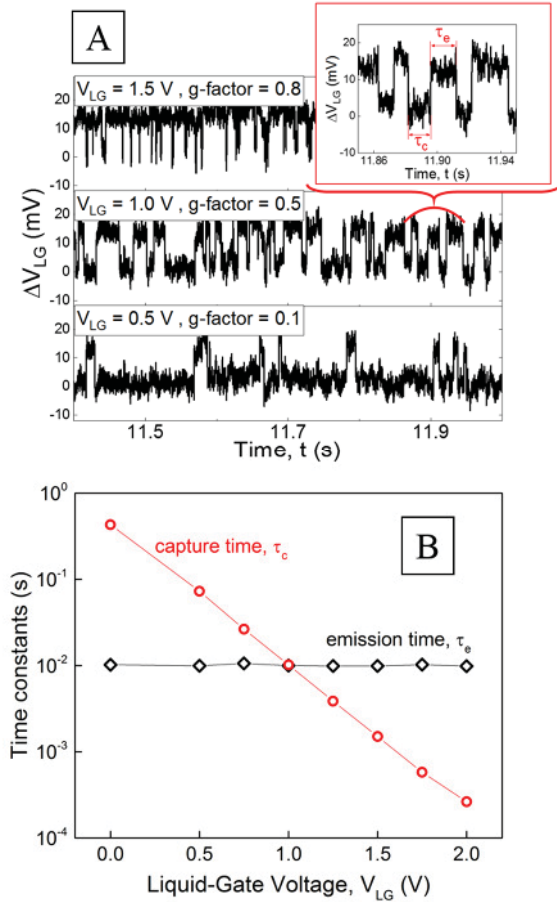 A
V_LG = 1.5 V , g-factor = 0.8
20
10
0
-10
V_LG = 1.0 V , g-factor = 0.5
20
10
0
-10
V_LG = 0.5 V , g-factor = 0.1
20
10
0
-10
ΔV_LG (mV)
11.5 11.7 11.9
Time, t (s)
τ_e
τ_c
20
10
0
-10
ΔV_LG (mV)
11.86 11.90 11.94
Time, t (s)
B
capture time, τ_c
emission time, τ_e
10^0
10^-1
10^-2
10^-3
10^-4
Time constants (s)
0.0 0.5 1.0 1.5 2.0
Liquid-Gate Voltage, V_LG (V)